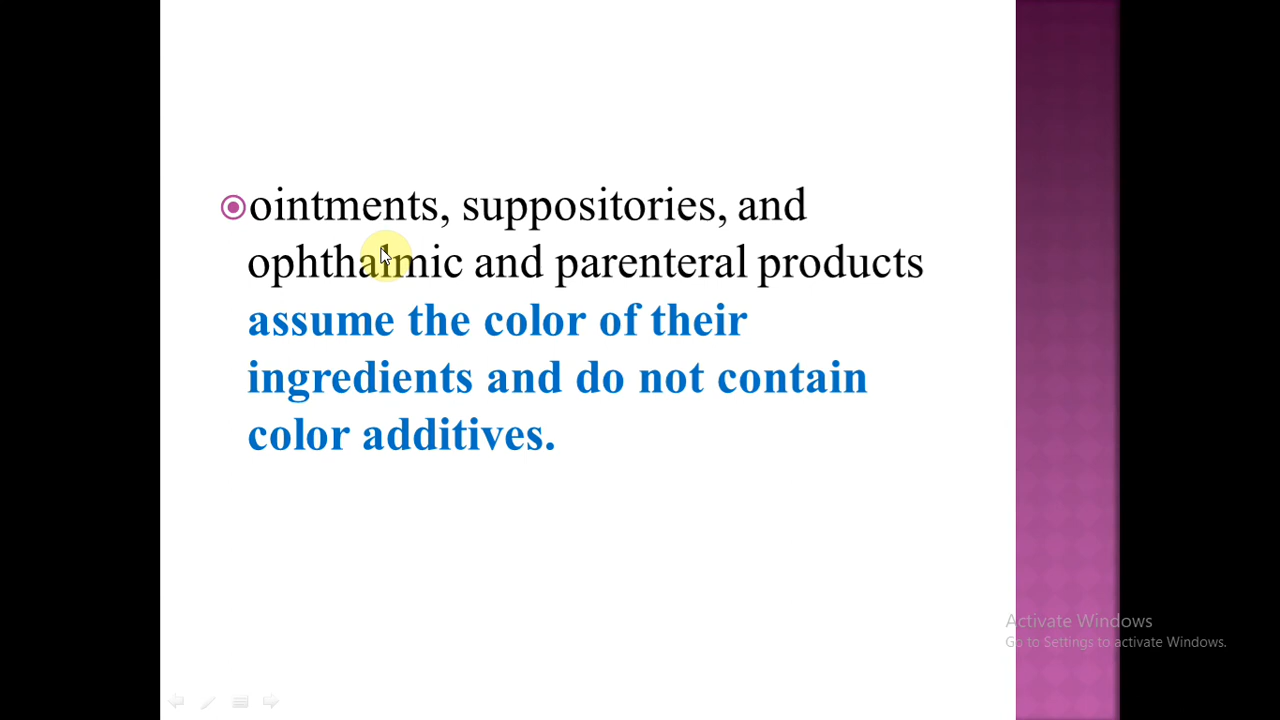 ointments, suppositories, and
ophthalmic and parenteral products
assume the color of their
ingredients and do not contain
color additives.
Activate Windows
Go to Settings to activate Windows.